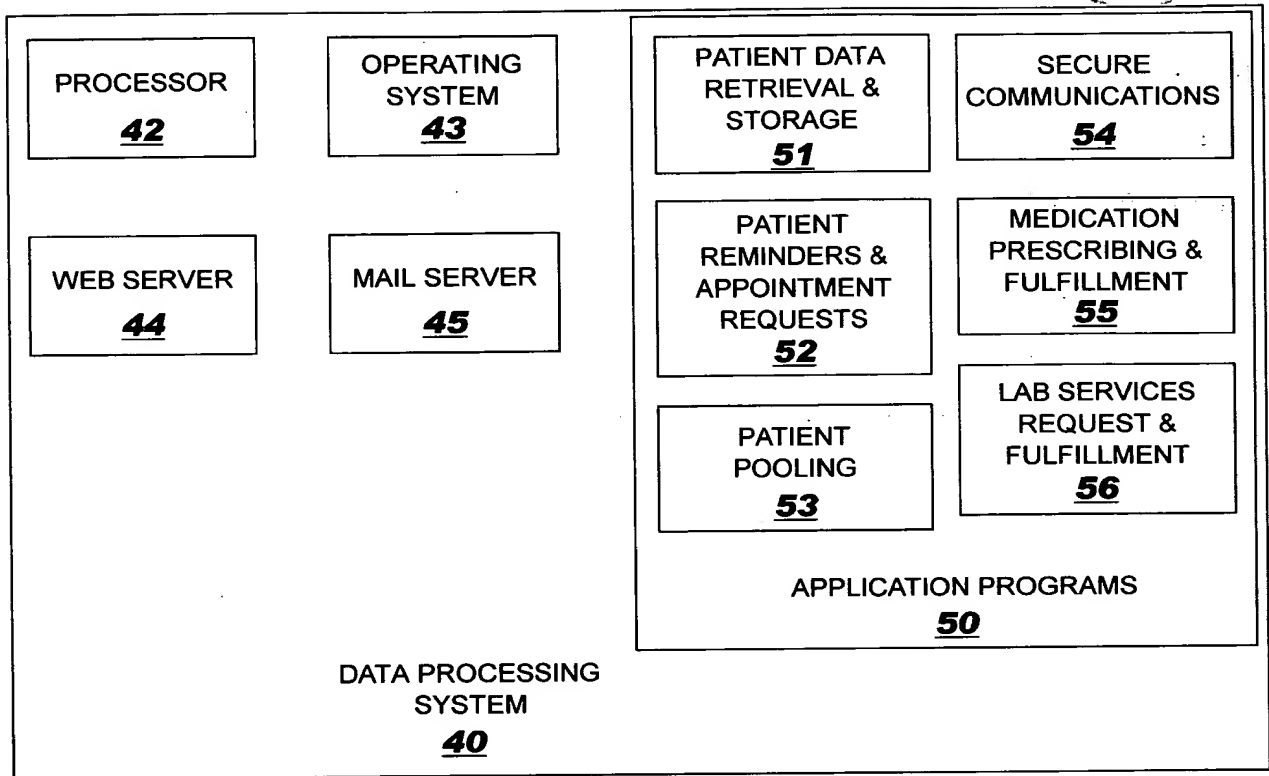 PROCESSOR
42
OPERATING
SYSTEM
43
WEB SERVER
44
MAIL SERVER
45
PATIENT DATA
RETRIEVAL &
STORAGE
51
SECURE
COMMUNICATIONS
54
PATIENT
REMINDERS &
APPOINTMENT
REQUESTS
52
MEDICATION
PRESCRIBING &
FULFILLMENT
55
PATIENT
POOLING
53
LAB SERVICES
REQUEST &
FULFILLMENT
56
APPLICATION PROGRAMS
50
DATA PROCESSING
SYSTEM
40